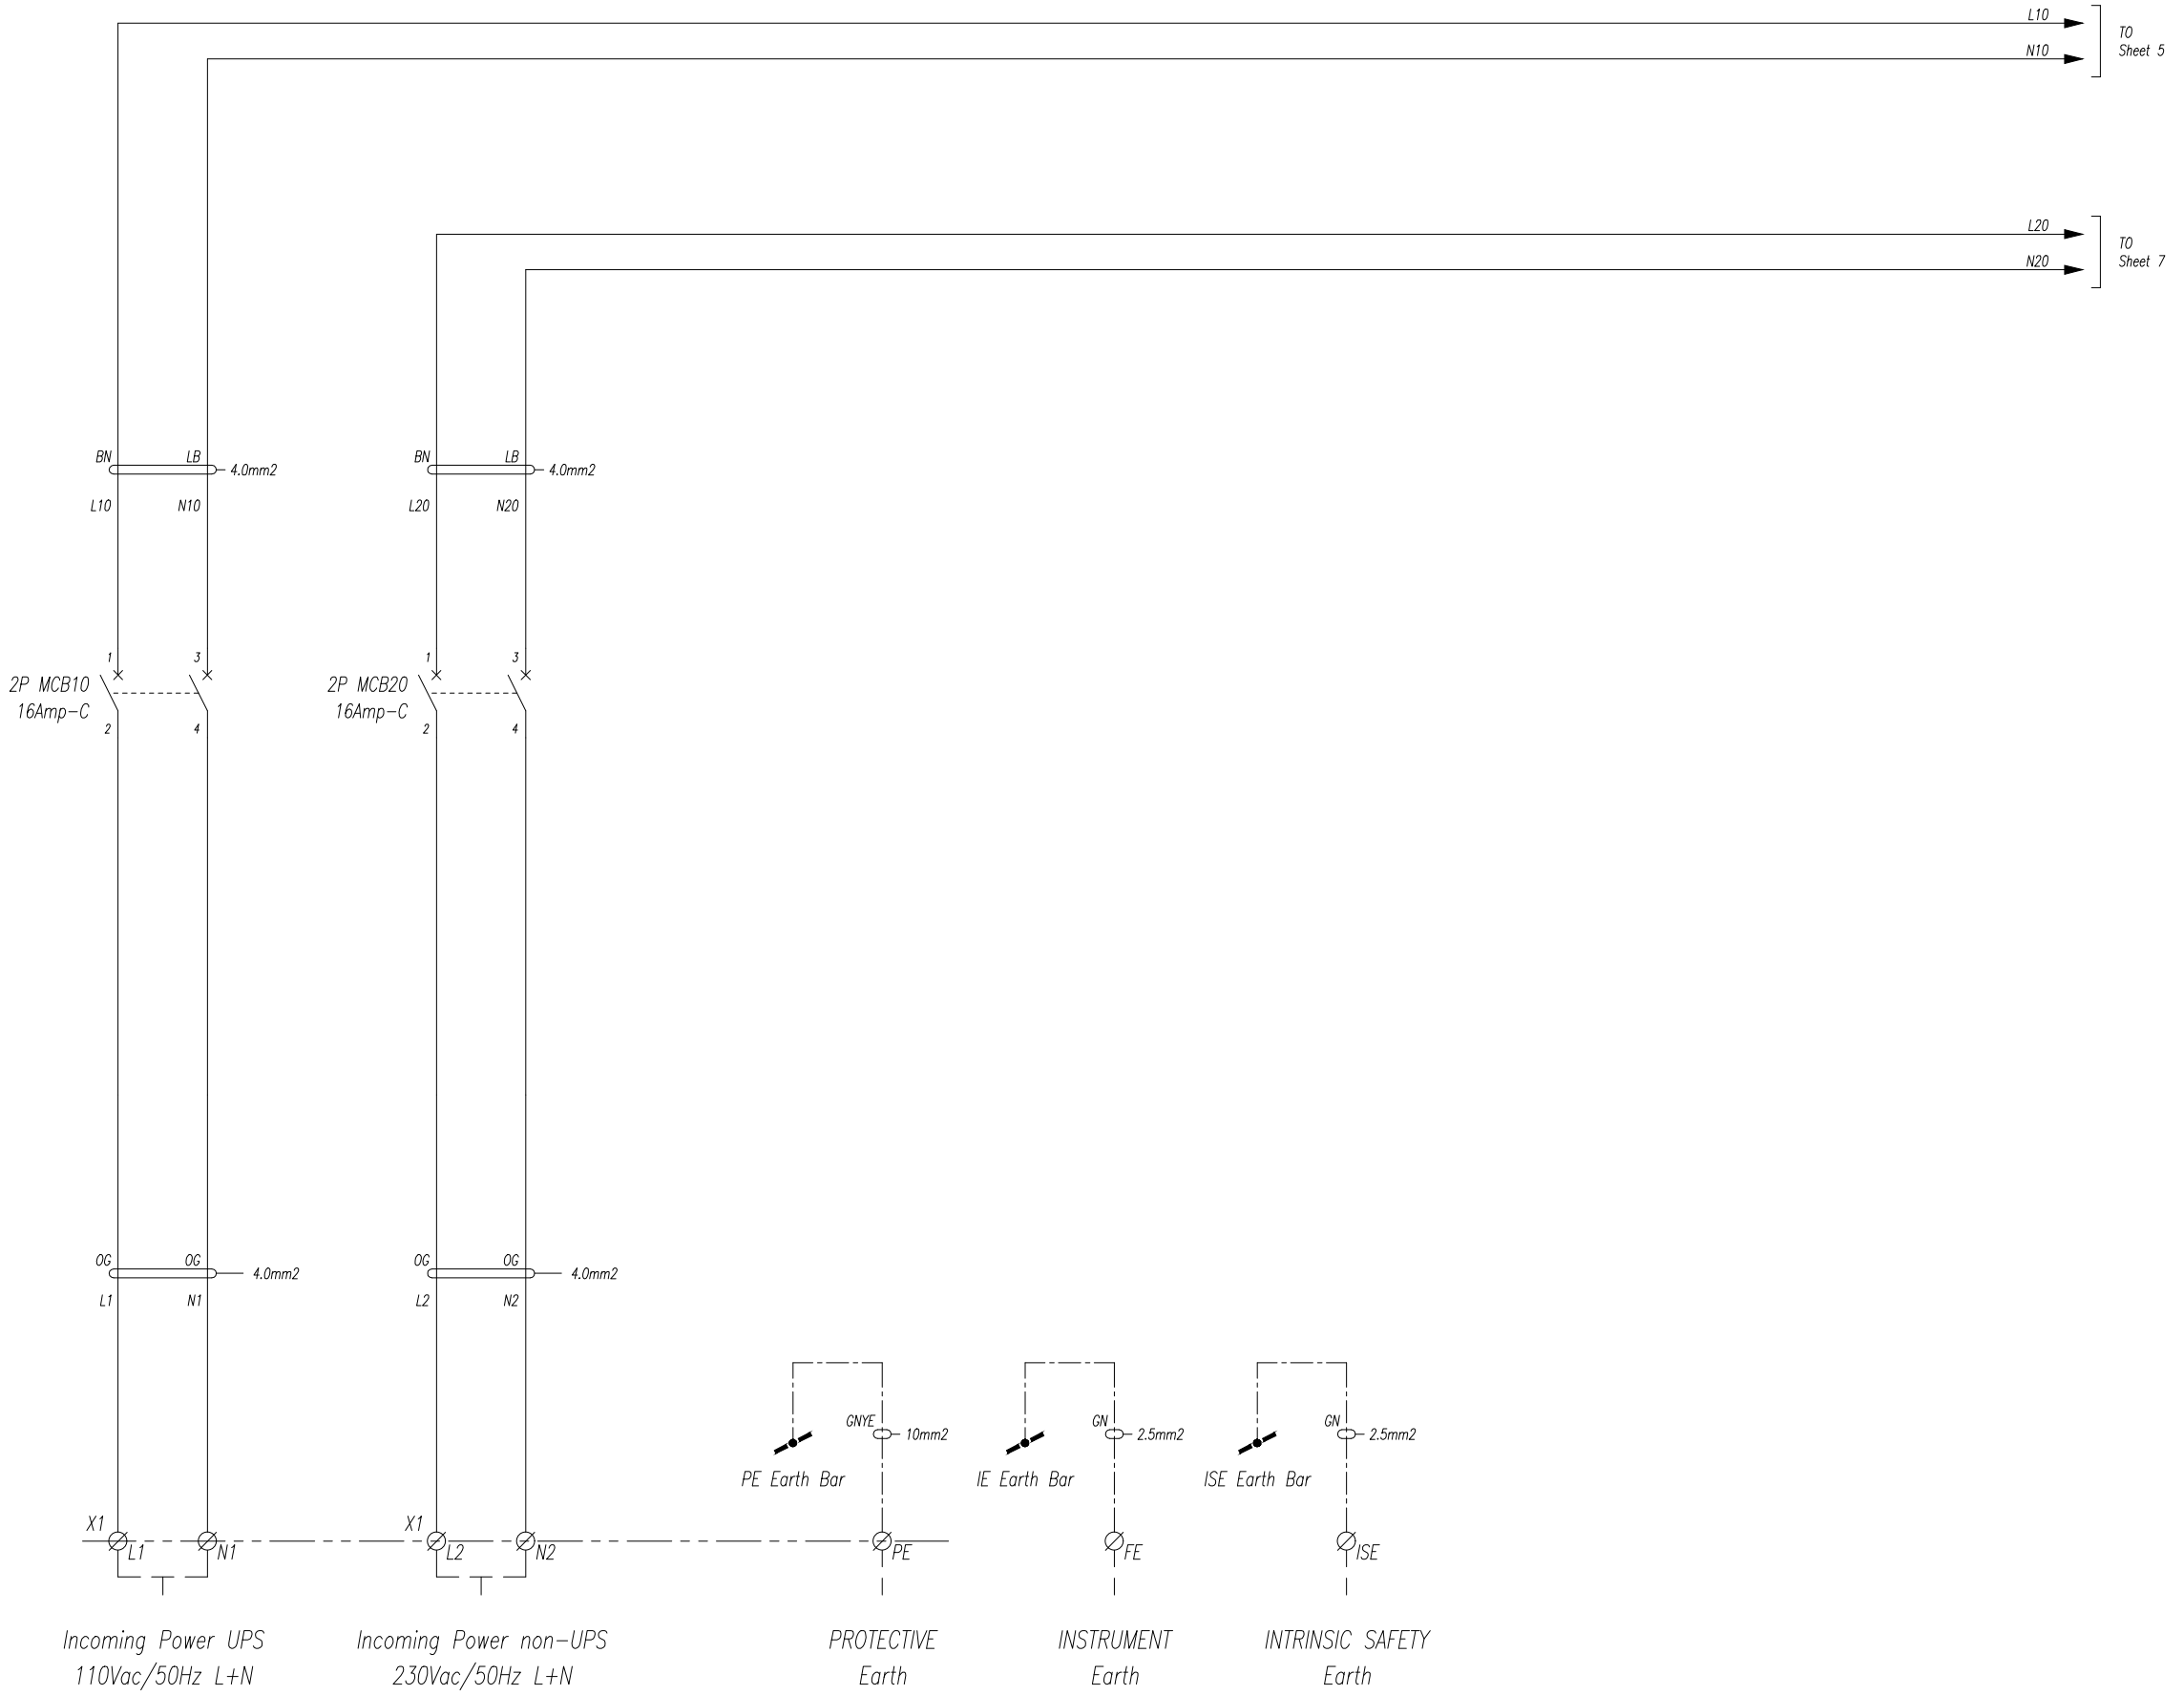 L10
TO
N10
Sheet 5
L20
TO
N20
Sheet 7
BN LB
4.0mm2
L10 N10
BN LB
4.0mm2
L20 N20
1 3
2P MCB10
16Amp-C
2 4
1 3
2P MCB20
16Amp-C
2 4
OG OG
4.0mm2
L1 N1
OG OG
4.0mm2
L2 N2
GNYE
10mm2
PE Earth Bar
GN
2.5mm2
IE Earth Bar
GN
2.5mm2
ISE Earth Bar
X1
L1 N1
X1
L2 N2
PE
FE
ISE
Incoming Power UPS
110Vac/50Hz L+N
Incoming Power non-UPS
230Vac/50Hz L+N
PROTECTIVE
Earth
INSTRUMENT
Earth
INTRINSIC SAFETY
Earth